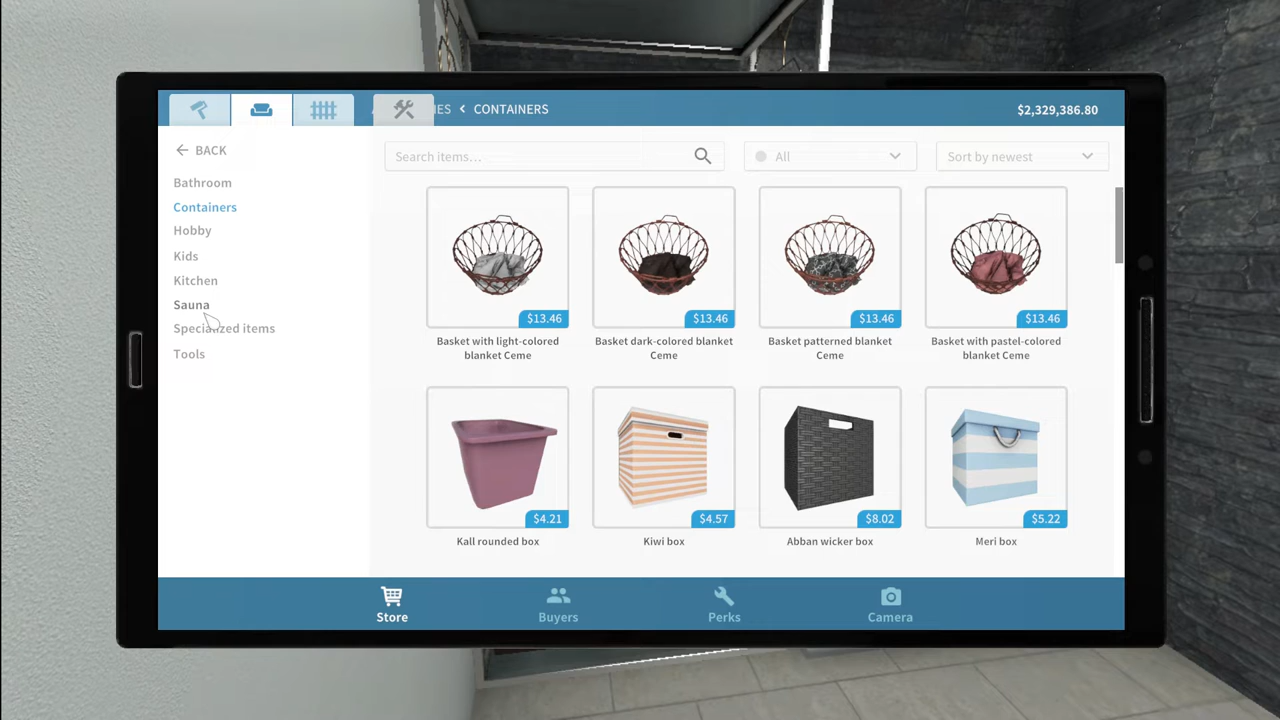 IES < CONTAINERS
$2,329,386.80
BACK
Search items...
All
Sort by newest
Bathroom
Containers
Hobby
Kids
Kitchen
Sauna
Specialized items
Tools
$13.46
$13.46
$13.46
$13.46
Basket with light-colored
blanket Ceme
Basket dark-colored blanket
Ceme
Basket patterned blanket
Ceme
Basket with pastel-colored
blanket Ceme
$4.21
$4.57
$8.02
$5.22
Kall rounded box
Kiwi box
Abban wicker box
Meri box
Store
Buyers
Perks
Camera